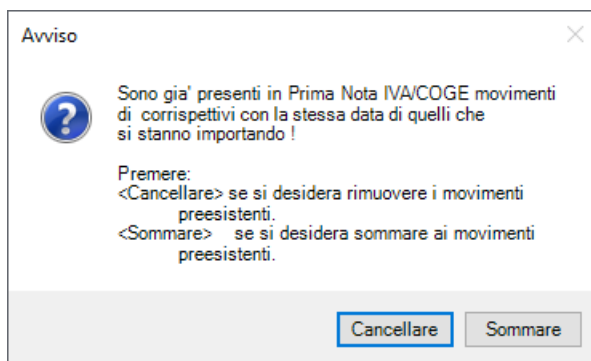 Avviso
Sono gia' presenti in Prima Nota IVA/COGE movimenti
di corrispettivi con la stessa data di quelli che
si stanno importando !
Premere:
<Cancellare> se si desidera rimuovere i movimenti
preesistenti.
<Sommare> se si desidera sommare ai movimenti
preesistenti.
Cancellare
Sommare